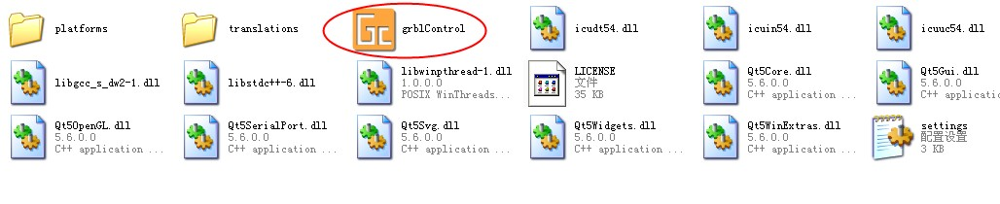 platforms
translations
grblControl
icudt54.dll
icuin54.dll
icuuc54.dll
libgcc_s_dw2-1.dll
libstdc++-6.dll
libwinpthread-1.dll
1.0.0.0
POSIX WinThreads...
LICENSE
文件
35 KB
Qt5Core.dll
5.6.0.0
C++ application ...
Qt5Gui.dll
5.6.0.0
C++ application
Qt5OpenGL.dll
5.6.0.0
C++ application ...
Qt5SerialPort.dll
5.6.0.0
C++ application ...
Qt5Svg.dll
5.6.0.0
C++ application ...
Qt5Widgets.dll
5.6.0.0
C++ application ...
Qt5WinExtras.dll
5.6.0.0
C++ application ...
settings
配置设置
3 KB